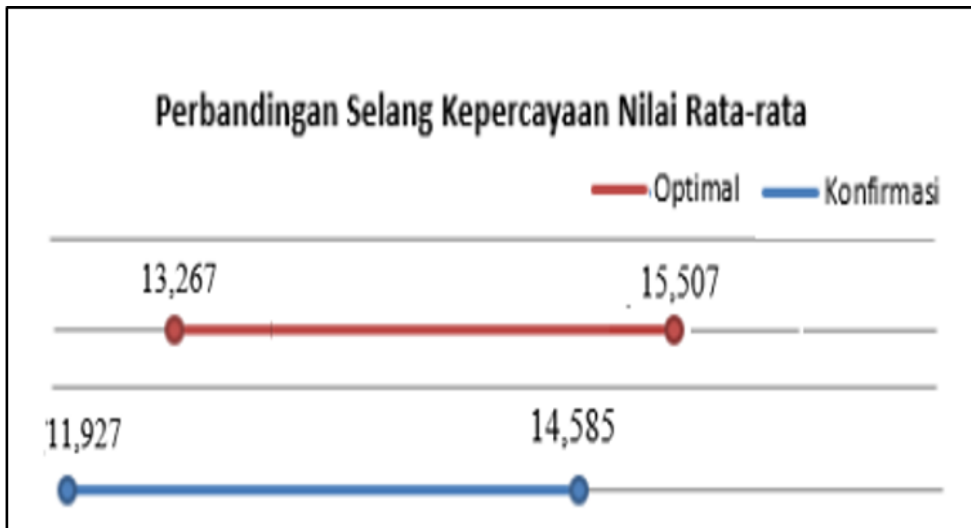 Perbandingan Selang Kepercayaan Nilai Rata-rata
Optimal Konfirmasi
13,267 15,507
11,927 14,585